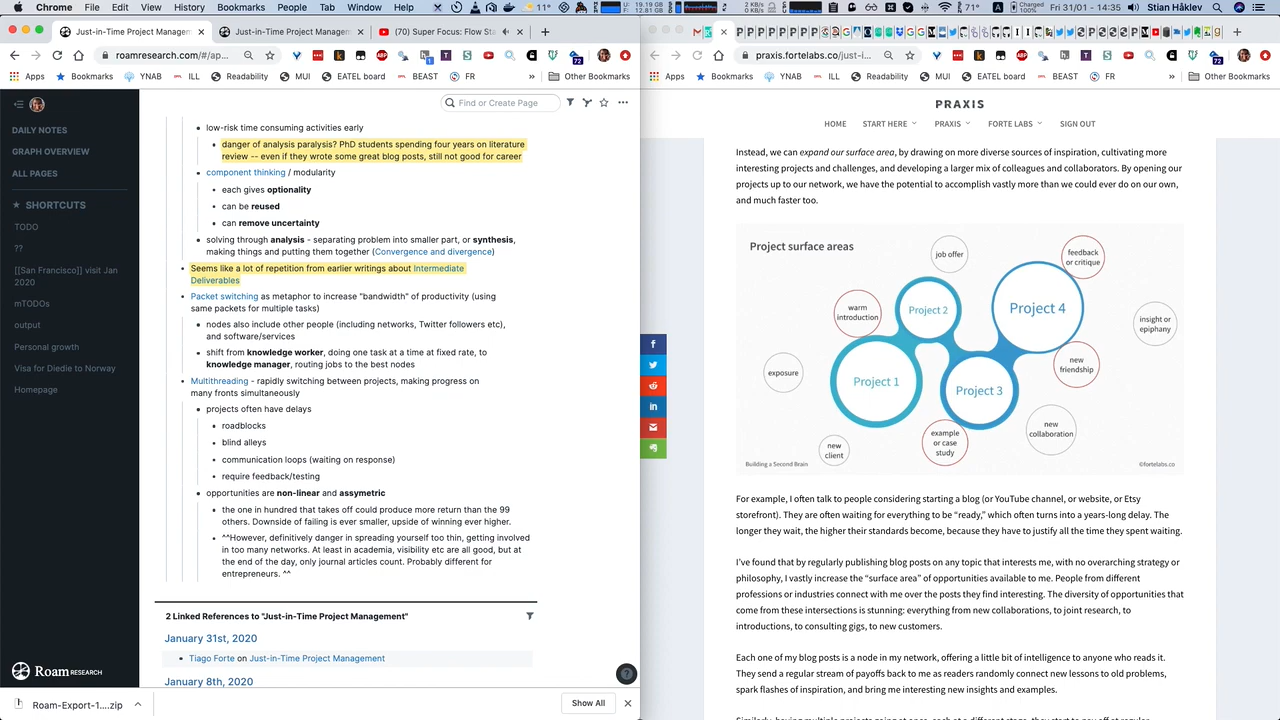 Chrome File Edit View History Bookmarks People Tab Window Help
11° 19.19 GB 12.81 GB 2 KB/s 0 KB/s 71° Charged 100% Fri 31/01 - 14:35 Stian Håklev
Just-in-Time Project Managem
Just-in-Time Project Managem
(70) Super Focus: Flow Sta
roamresearch.com/#/ap...
praxis.fortelabs.co/just-i...
Apps Bookmarks YNAB ILL Readability MUI EATEL board BEAST FR » Other Bookmarks
Apps Bookmarks YNAB ILL Readability MUI EATEL board BEAST FR » Other Bookmarks
DAILY NOTES
GRAPH OVERVIEW
ALL PAGES
SHORTCUTS
TODO
??
[[San Francisco]] visit Jan
2020
mTODOs
output
Personal growth
Visa for Diedie to Norway
Homepage
Roam RESEARCH
Find or Create Page
low-risk time consuming activities early
danger of analysis paralysis? PhD students spending four years on literature
review -- even if they wrote some great blog posts, still not good for career
component thinking / modularity
each gives optionality
can be reused
can remove uncertainty
solving through analysis - separating problem into smaller part, or synthesis,
making things and putting them together (Convergence and divergence)
Seems like a lot of repetition from earlier writings about Intermediate
Deliverables
Packet switching as metaphor to increase "bandwidth" of productivity (using
same packets for multiple tasks)
nodes also include other people (including networks, Twitter followers etc),
and software/services
shift from knowledge worker, doing one task at a time at fixed rate, to
knowledge manager, routing jobs to the best nodes
Multithreading - rapidly switching between projects, making progress on
many fronts simultaneously
projects often have delays
roadblocks
blind alleys
communication loops (waiting on response)
require feedback/testing
opportunities are non-linear and assymetric
the one in hundred that takes off could produce more return than the 99
others. Downside of failing is ever smaller, upside of winning ever higher.
^^However, definitively danger in spreading yourself too thin, getting involved
in too many networks. At least in academia, visibility etc are all good, but at
the end of the day, only journal articles count. Probably different for
entrepreneurs. ^^
2 Linked References to "Just-in-Time Project Management"
January 31st, 2020
Tiago Forte on Just-in-Time Project Management
January 8th, 2020
Roam-Export-1....zip
Show All
PRAXIS
HOME START HERE PRAXIS FORTE LABS SIGN OUT
Instead, we can expand our surface area, by drawing on more diverse sources of inspiration, cultivating more
interesting projects and challenges, and developing a larger mix of colleagues and collaborators. By opening our
projects up to our network, we have the potential to accomplish vastly more than we could ever do on our own,
and much faster too.
Project surface areas
job offer
feedback
or critique
warm
introduction
Project 2
Project 4
insight or
epiphany
exposure
Project 1
Project 3
new
friendship
new
client
example
or case
study
new
collaboration
Building a Second Brain
©fortelabs.co
For example, I often talk to people considering starting a blog (or YouTube channel, or website, or Etsy
storefront). They are often waiting for everything to be “ready,” which often turns into a years-long delay. The
longer they wait, the higher their standards become, because they have to justify all the time they spent waiting.
I’ve found that by regularly publishing blog posts on any topic that interests me, with no overarching strategy or
philosophy, I vastly increase the “surface area” of opportunities available to me. People from different
professions or industries connect with me over the posts they find interesting. The diversity of opportunities that
come from these intersections is stunning: everything from new collaborations, to joint research, to
introductions, to consulting gigs, to new customers.
Each one of my blog posts is a node in my network, offering a little bit of intelligence to anyone who reads it.
They send a regular stream of payoffs back to me as readers randomly connect new lessons to old problems,
spark flashes of inspiration, and bring me interesting new insights and examples.